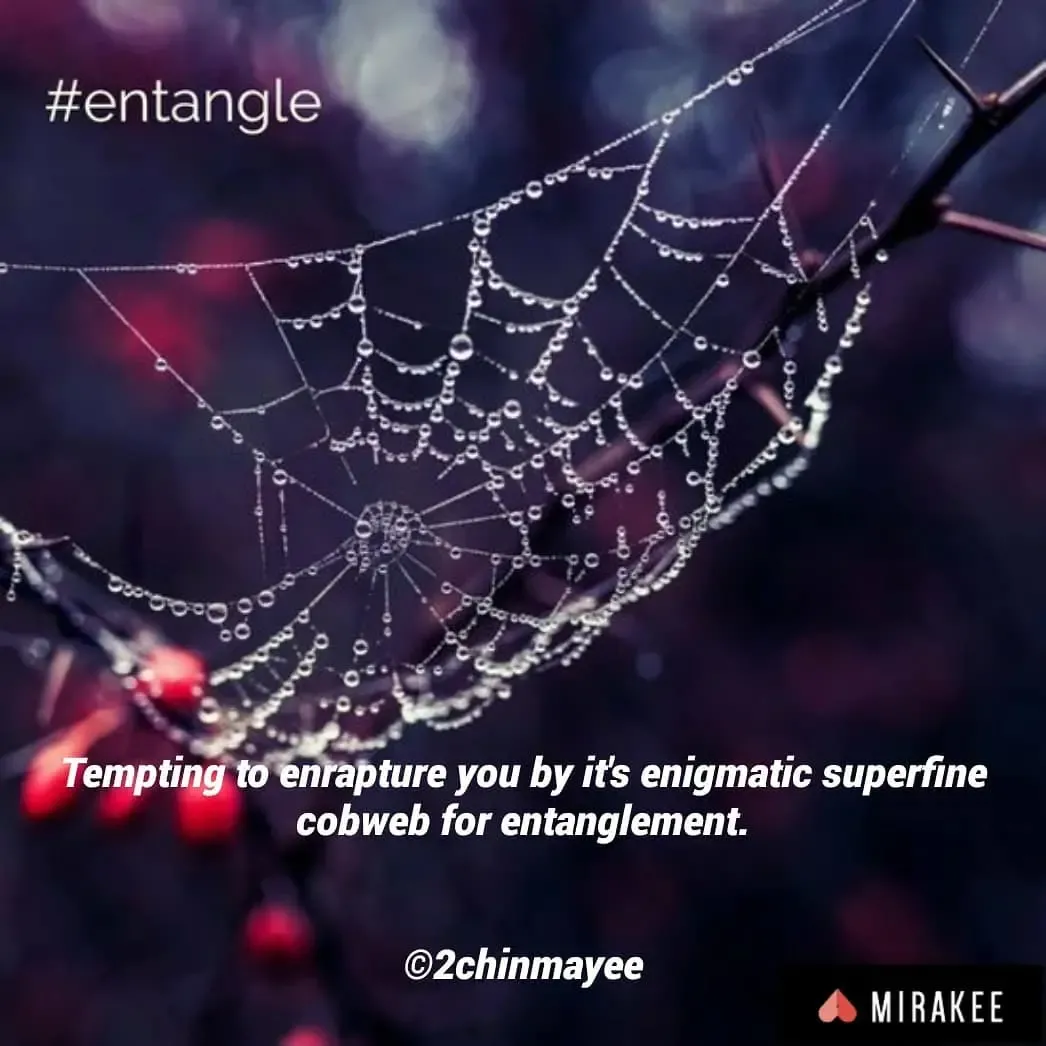 #entangle
Tempting to enrapture you by it's enigmatic superfine
cobweb for entanglement.
©2chinmayee
MIRAKEE